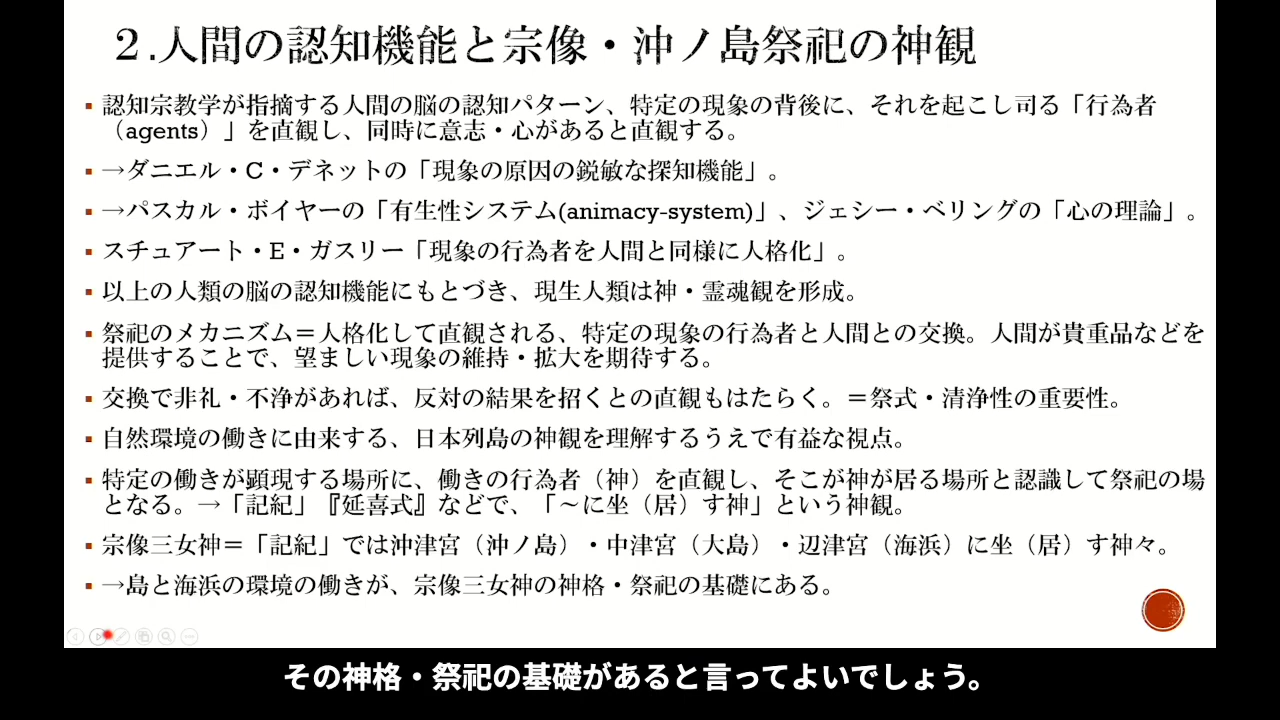 ２.人間の認知機能と宗像・沖ノ島祭祀の神観
▪ 認知宗教学が指摘する人間の脳の認知パターン、特定の現象の背後に、それを起こし司る「行為者
（agents）」を直観し、同時に意志・心があると直観する。
▪ →ダニエル・C・デネットの「現象の原因の鋭敏な探知機能」。
▪ →パスカル・ボイヤーの「有生性システム(animacy-system)」、ジェシー・ベリングの「心の理論」。
▪ スチュアート・E・ガスリー「現象の行為者を人間と同様に人格化」。
▪ 以上の人類の脳の認知機能にもとづき、現生人類は神・霊魂観を形成。
▪ 祭祀のメカニズム＝人格化して直観される、特定の現象の行為者と人間との交換。人間が貴重品などを
提供することで、望ましい現象の維持・拡大を期待する。
▪ 交換で非礼・不浄があれば、反対の結果を招くとの直観もはたらく。＝祭式・清浄性の重要性。
▪ 自然環境の働きに由来する、日本列島の神観を理解するうえで有益な視点。
▪ 特定の働きが顕現する場所に、働きの行為者（神）を直観し、そこが神が居る場所と認識して祭祀の場
となる。→「記紀」『延喜式』などで、「～に坐（居）す神」という神観。
▪ 宗像三女神＝「記紀」では沖津宮（沖ノ島）・中津宮（大島）・辺津宮（海浜）に坐（居）す神々。
▪ →島と海浜の環境の働きが、宗像三女神の神格・祭祀の基礎にある。
その神格・祭祀の基礎があると言ってよいでしょう。